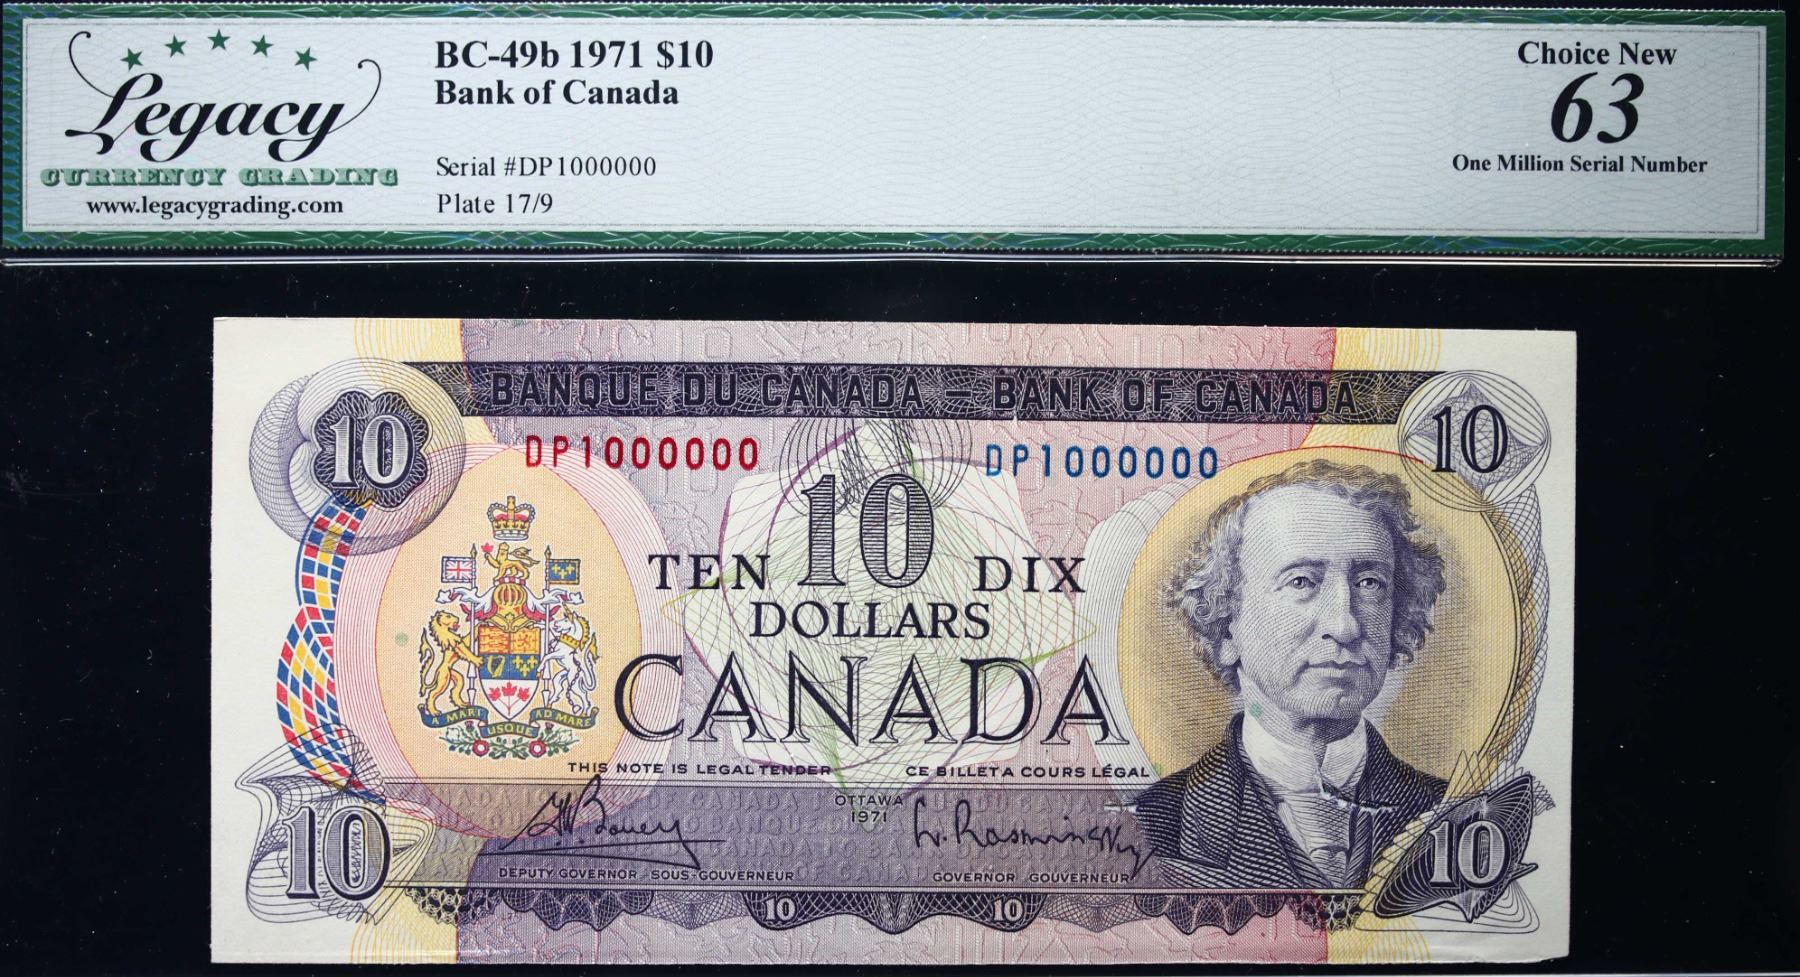 Legacy
CURRENCY GRADING
www.legacygrading.com
BC-49b 1971 $10
Bank of Canada
Serial #DP1000000
Plate 17/9
Choice New
63
One Million Serial Number
BANQUE DU CANADA — BANK OF CANADA
10
10
DP1000000
DP1000000
TEN 10 DIX
DOLLARS
CANADA
A MARI USQUE AD MARE
THIS NOTE IS LEGAL TENDER
CE BILLET A COURS LÉGAL
OTTAWA
1971
DEPUTY GOVERNOR SOUS-GOUVERNEUR
GOVERNOR GOUVERNEUR
10
10
10
10